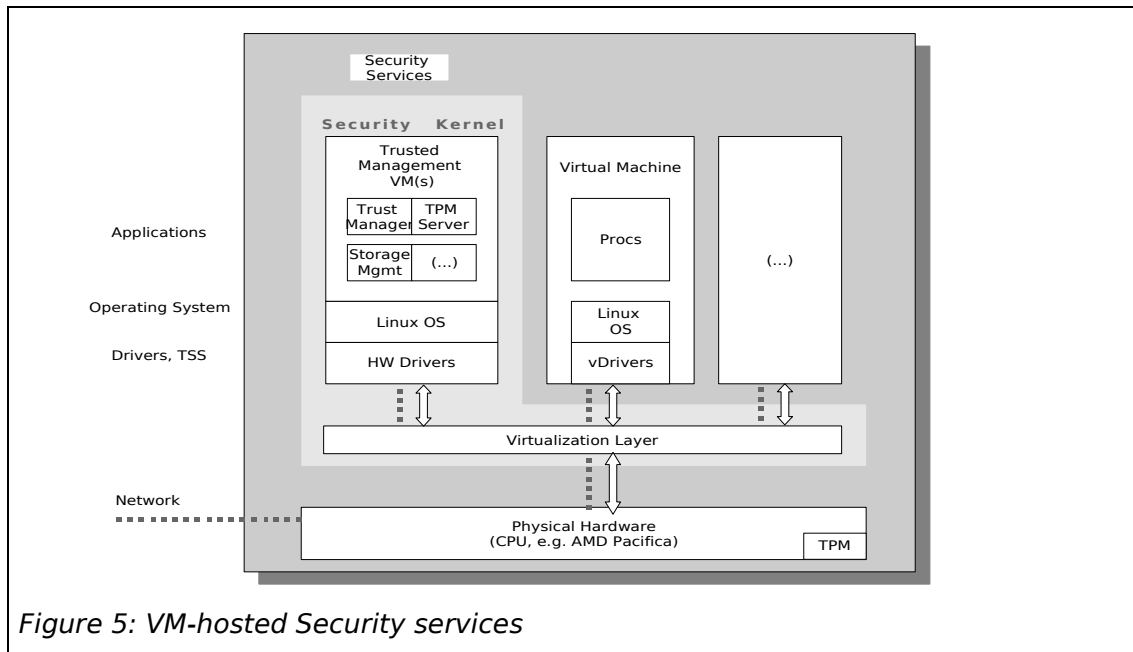 Security
Services
Security Kernel
Trusted
Management
VM(s)
Trust
Manager
TPM
Server
Storage
Mgmt
(...)
Linux OS
HW Drivers
Virtual Machine
Procs
Linux
OS
vDrivers
(...)
Applications
Operating System
Drivers, TSS
Virtualization Layer
Network
Physical Hardware
(CPU, e.g. AMD Pacifica)
TPM
Figure 5: VM-hosted Security services